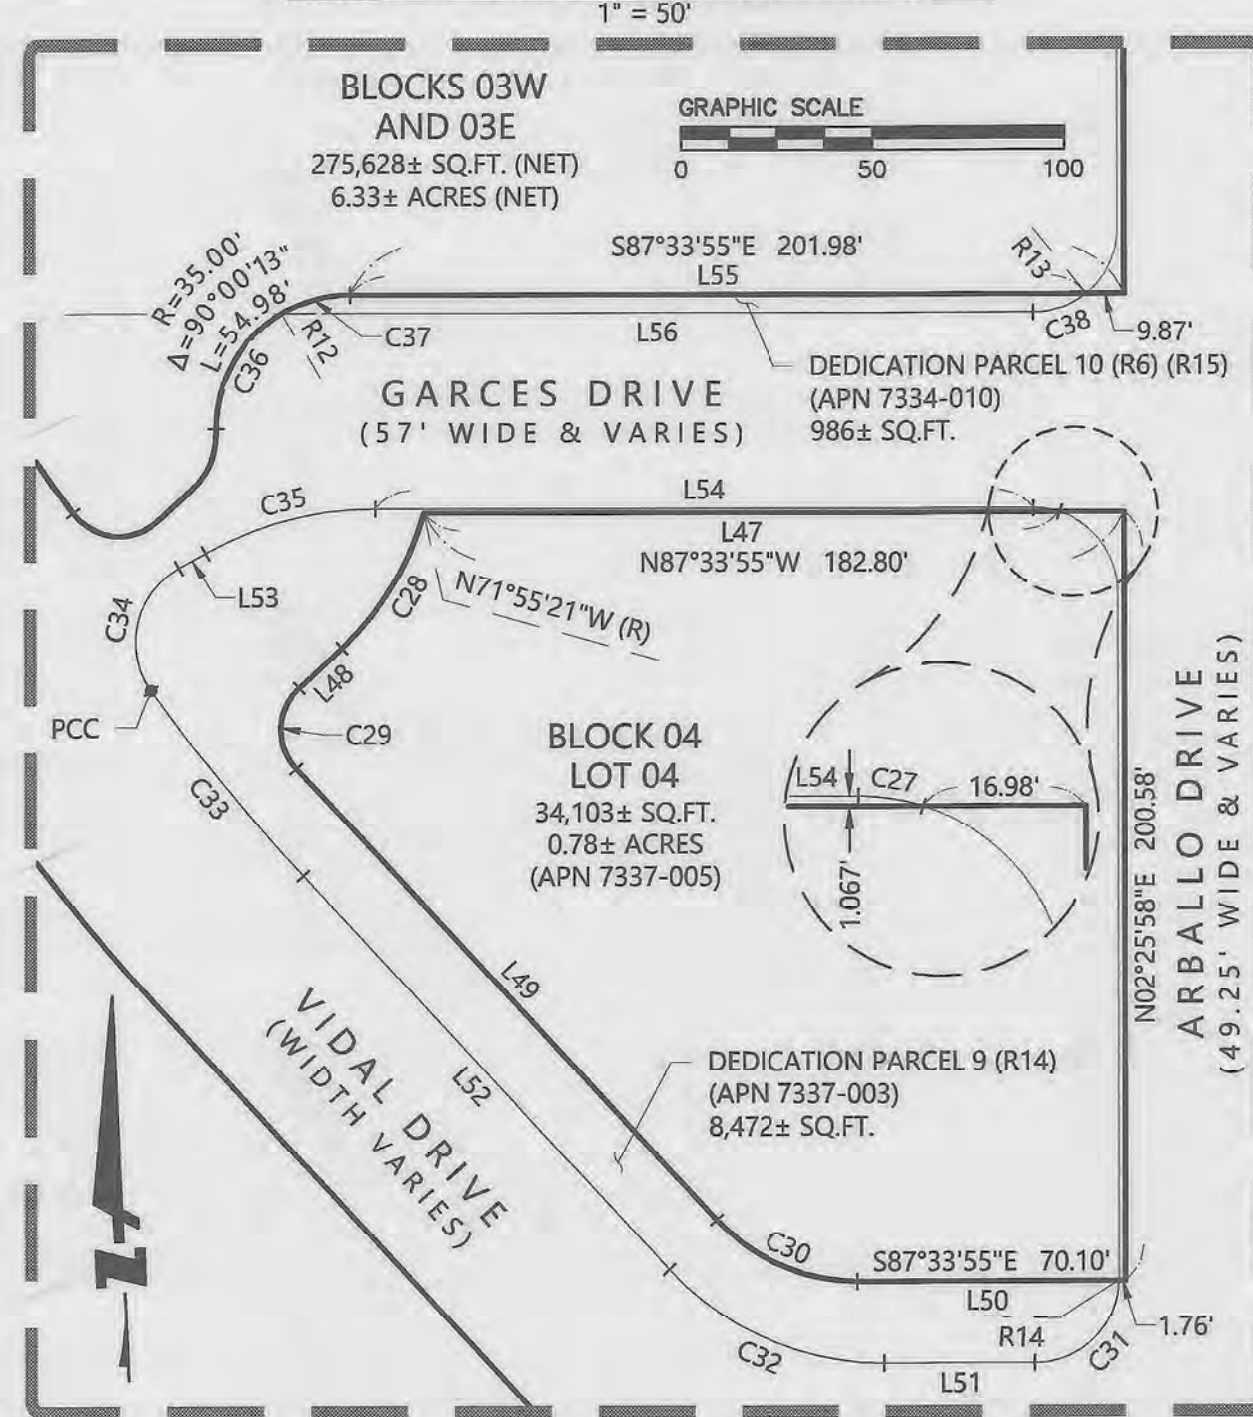 1" = 50'
BLOCKS 03W
AND 03E
275,628± SQ.FT. (NET)
6.33± ACRES (NET)
GRAPHIC SCALE
0 50 100
S87°33'55"E 201.98'
L55
R13
R=35.00'
Δ=90°00'13"
L=54.98'
C36
R12
C37
L56
C38
9.87'
DEDICATION PARCEL 10 (R6) (R15)
(APN 7334-010)
986± SQ.FT.
GARCES DRIVE
(57' WIDE & VARIES)
C35
L54
L47
N87°33'55"W 182.80'
C34
L53
C28
N71°55'21"W (R)
L48
PCC
C29
C33
BLOCK 04
LOT 04
34,103± SQ.FT.
0.78± ACRES
(APN 7337-005)
L54
C27
16.98'
1.067'
N02°25'58"E 200.58'
ARBALLO DRIVE
(49.25' WIDE & VARIES)
L49
VIDAL DRIVE
(WIDTH VARIES)
L52
DEDICATION PARCEL 9 (R14)
(APN 7337-003)
8,472± SQ.FT.
C30
S87°33'55"E 70.10'
L50
R14
1.76'
C31
C32
L51
N